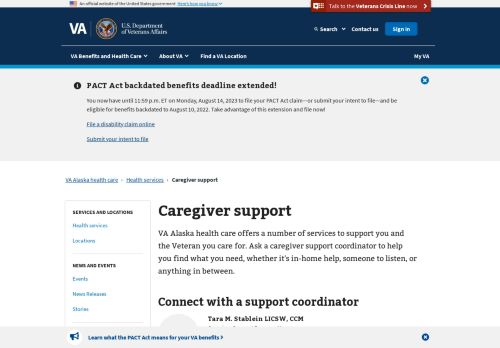 An official website of the United States government Here's how you know
Talk to the Veterans Crisis Line now
VA
U.S. Department
of Veterans Affairs
Search
Contact us
Sign in
VA Benefits and Health Care
About VA
Find a VA Location
My VA
PACT Act backdated benefits deadline extended!
You now have until 11:59 p.m. ET on Monday, August 14, 2023 to file your PACT Act claim—or submit your intent to file—and
be eligible for benefits backdated to August 10, 2022. Take advantage of this extension and file now!
File a disability claim online
Submit your intent to file
VA Alaska health care › Health services › Caregiver support
SERVICES AND LOCATIONS
Health services
Locations
NEWS AND EVENTS
Events
News Releases
Stories
Caregiver support
VA Alaska health care offers a number of services to support you and
the Veteran you care for. Ask a caregiver support coordinator to help
you find what you need, whether it's in-home help, someone to listen, or
anything in between.
Connect with a support coordinator
Tara M. Stablein LICSW, CCM
Learn what the PACT Act means for your VA benefits ›